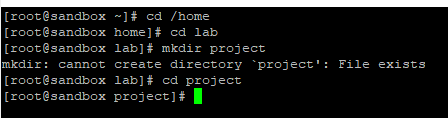 [root@sandbox ~]# cd /home
[root@sandbox home]# cd lab
[root@sandbox lab]# mkdir project
mkdir: cannot create directory `project': File exists
[root@sandbox lab]# cd project
[root@sandbox project]#